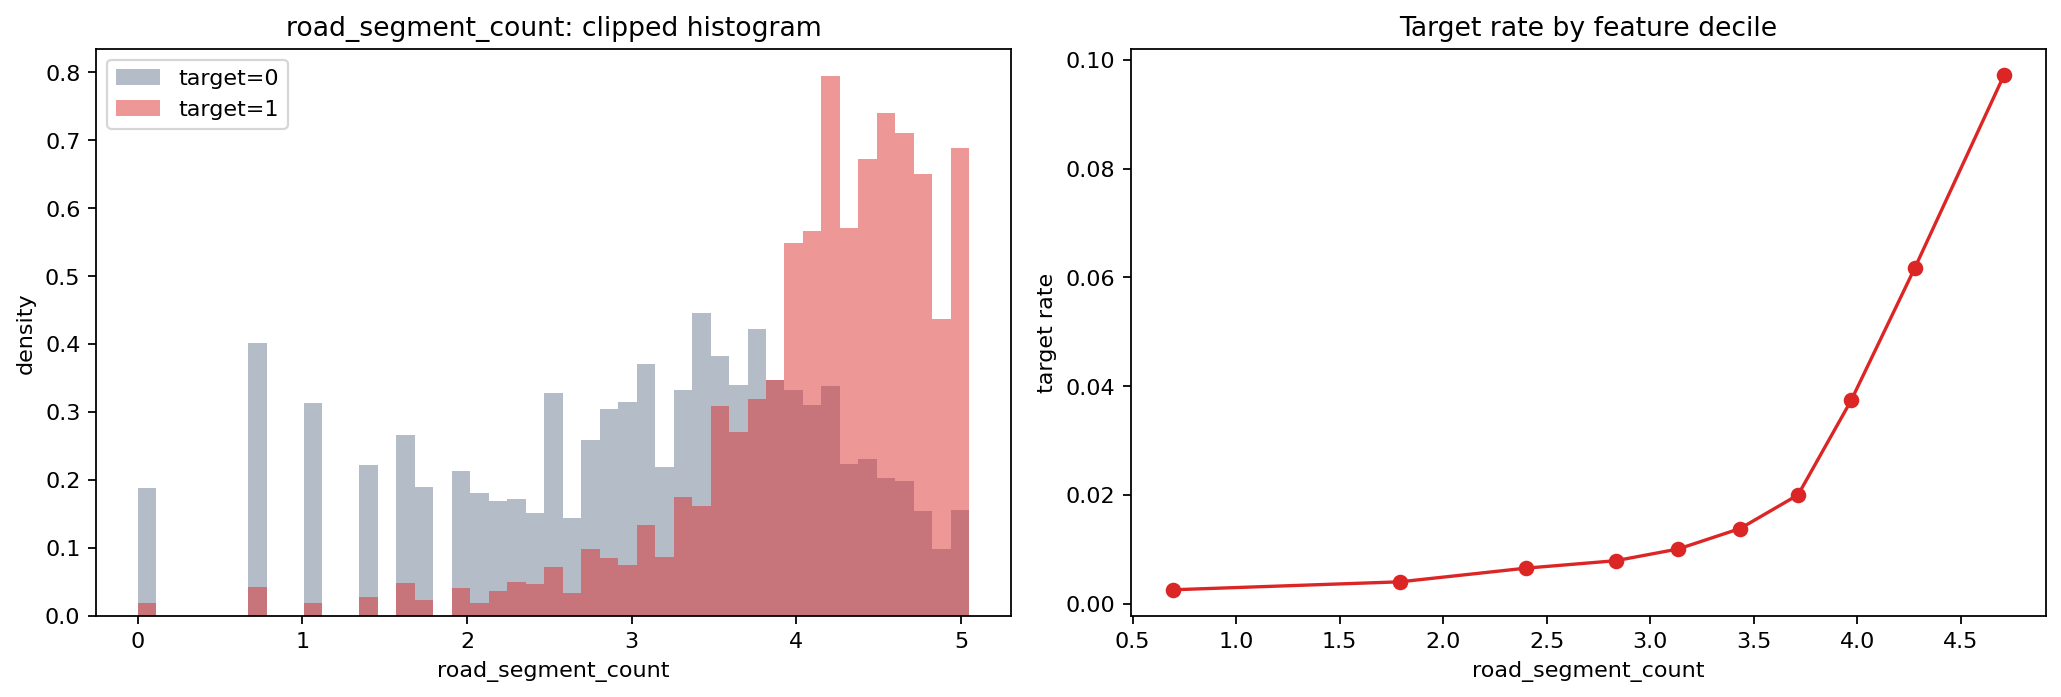 road_segment_count: clipped histogram
target=0
target=1
0.8
0.7
0.6
0.5
0.4
0.3
0.2
0.1
0.0
density
0 1 2 3 4 5
road_segment_count
Target rate by feature decile
0.10
0.08
0.06
0.04
0.02
0.00
target rate
0.5 1.0 1.5 2.0 2.5 3.0 3.5 4.0 4.5
road_segment_count